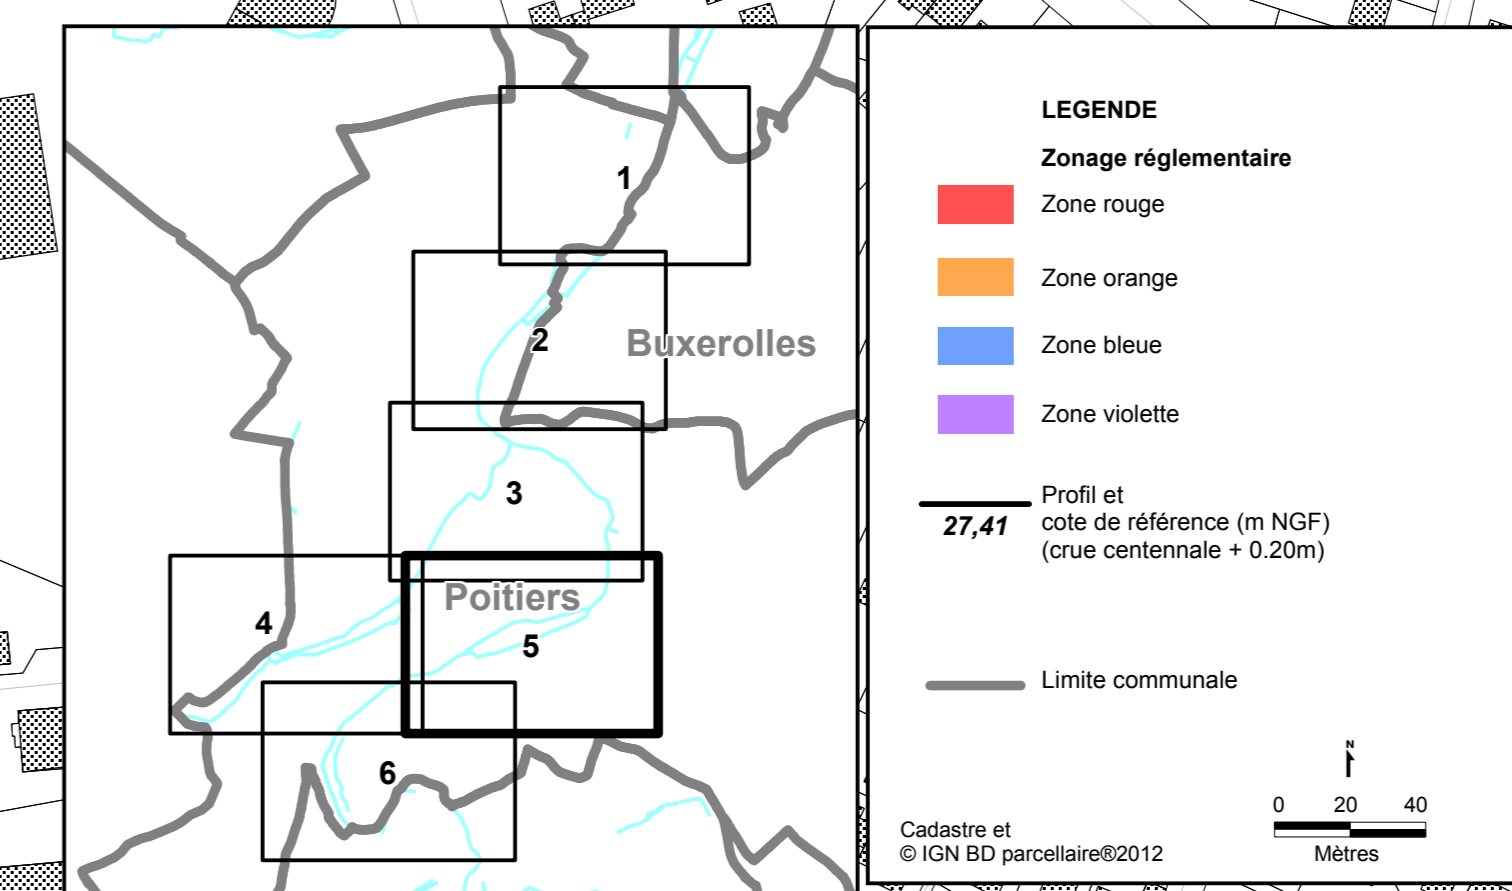 1
2
Buxerolles
3
Poitiers
4
5
6
LEGENDE
Zonage réglementaire
Zone rouge
Zone orange
Zone bleue
Zone violette
Profil et
27,41 cote de référence (m NGF)
(crue centennale + 0.20m)
Limite communale
N
0 20 40
Mètres
Cadastre et
© IGN BD parcellaire®2012